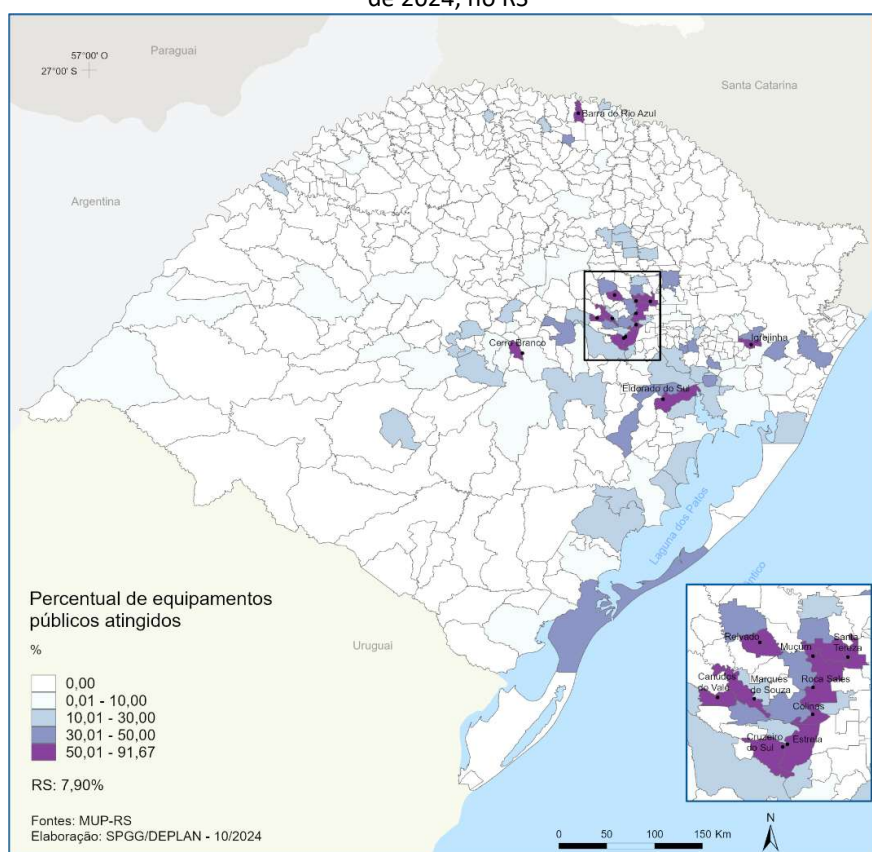 de 2024, no RS
57°00' O
27°00' S
Paraguai
Santa Catarina
Barra do Rio Azul
Argentina
Cerro Branco
Igrejinha
Eldorado do Sul
Laguna dos Patos
ntico
Uruguai
Percentual de equipamentos
públicos atingidos
%
0,00
0,01 - 10,00
10,01 - 30,00
30,01 - 50,00
50,01 - 91,67
RS: 7,90%
Fontes: MUP-RS
Elaboração: SPGG/DEPLAN - 10/2024
0 50 100 150 Km
N
Relvado
Muçum
Santa
Tereza
Canudos
do Vale
Marques
de Souza
Roca Sales
Colinas
Cruzeiro
do Sul
Estrela